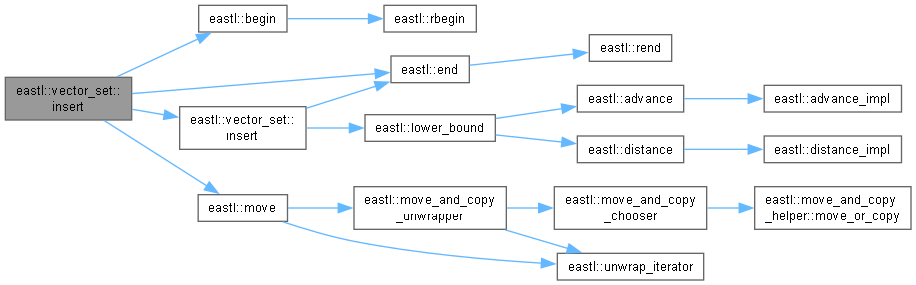 eastl::begin
eastl::rbegin
eastl::rend
eastl::end
eastl::vector_set::
insert
eastl::advance
eastl::advance_impl
eastl::vector_set::
insert
eastl::lower_bound
eastl::distance
eastl::distance_impl
eastl::move
eastl::move_and_copy
_unwrapper
eastl::move_and_copy
_chooser
eastl::move_and_copy
_helper::move_or_copy
eastl::unwrap_iterator